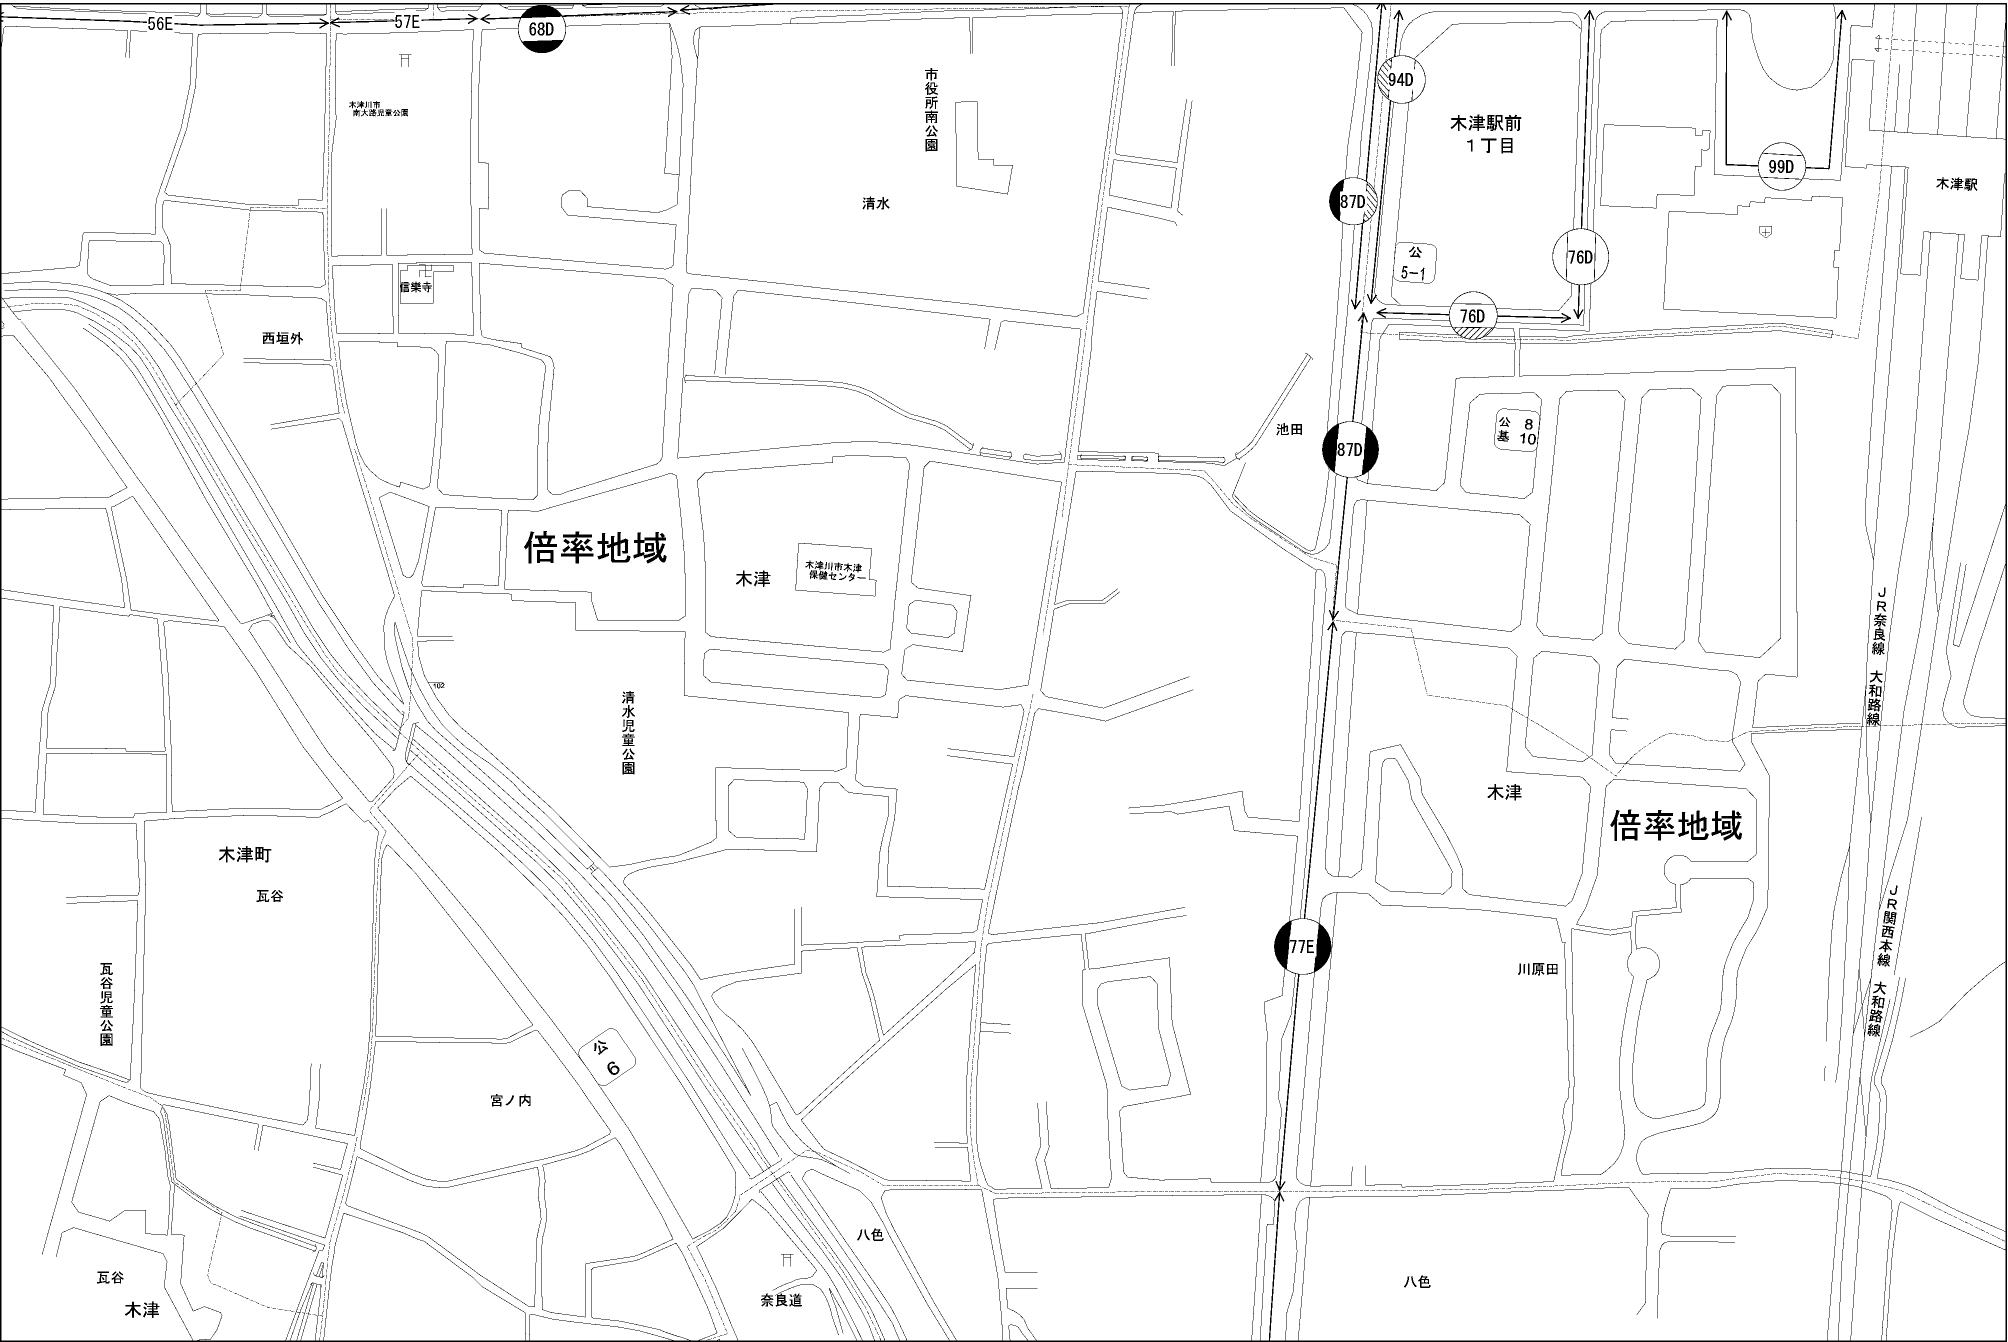 56E
57E
68D
木津川市
南大路児童公園
市役所南公園
清水
94D
木津駅前
1丁目
99D
木津駅
87D
公
5-1
76D
76D
信樂寺
西垣外
池田
87D
公 8
基 10
倍率地域
木津
木津川市木津
保健センター
JR奈良線 大和路線
102
清水児童公園
木津
倍率地域
木津町
瓦谷
JR関西本線 大和路線
77E
川原田
瓦谷児童公園
公
6
宮ノ内
八色
瓦谷
木津
奈良道
八色